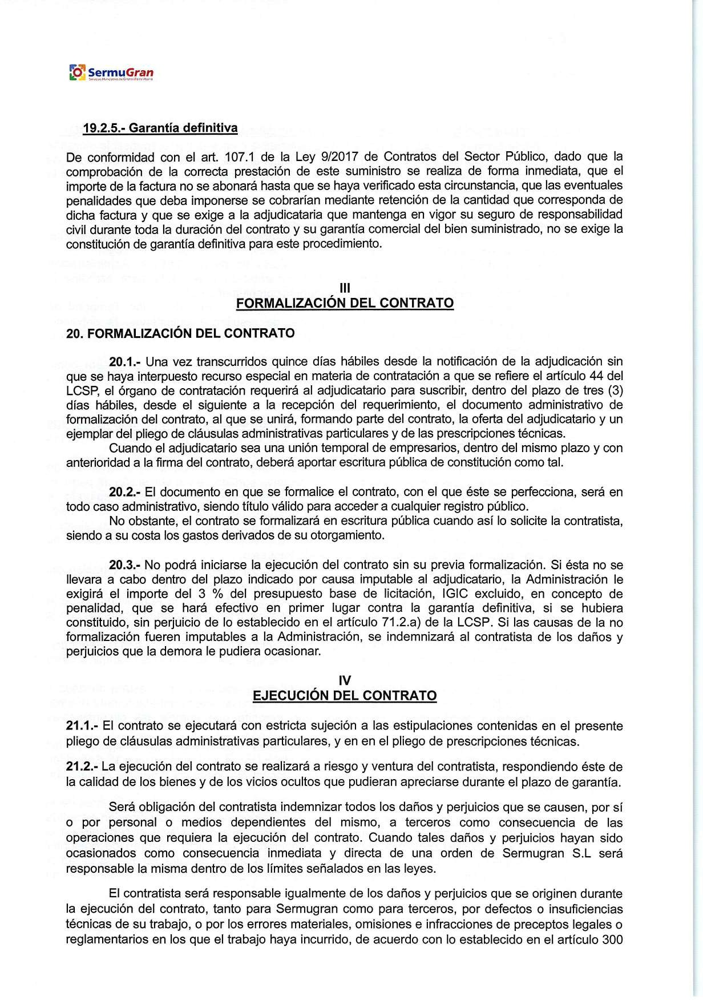 SermuGran
Servicios Municipales de Granadilla de Abona
19.2.5.- Garantía definitiva
De conformidad con el art. 107.1 de la Ley 9/2017 de Contratos del Sector Público, dado que la
comprobación de la correcta prestación de este suministro se realiza de forma inmediata, que el
importe de la factura no se abonará hasta que se haya verificado esta circunstancia, que las eventuales
penalidades que deba imponerse se cobrarían mediante retención de la cantidad que corresponda de
dicha factura y que se exige a la adjudicataria que mantenga en vigor su seguro de responsabilidad
civil durante toda la duración del contrato y su garantía comercial del bien suministrado, no se exige la
constitución de garantía definitiva para este procedimiento.
III
FORMALIZACIÓN DEL CONTRATO
20. FORMALIZACIÓN DEL CONTRATO
20.1.- Una vez transcurridos quince días hábiles desde la notificación de la adjudicación sin
que se haya interpuesto recurso especial en materia de contratación a que se refiere el artículo 44 del
LCSP, el órgano de contratación requerirá al adjudicatario para suscribir, dentro del plazo de tres (3)
días hábiles, desde el siguiente a la recepción del requerimiento, el documento administrativo de
formalización del contrato, al que se unirá, formando parte del contrato, la oferta del adjudicatario y un
ejemplar del pliego de cláusulas administrativas particulares y de las prescripciones técnicas.
Cuando el adjudicatario sea una unión temporal de empresarios, dentro del mismo plazo y con
anterioridad a la firma del contrato, deberá aportar escritura pública de constitución como tal.
20.2.- El documento en que se formalice el contrato, con el que éste se perfecciona, será en
todo caso administrativo, siendo título válido para acceder a cualquier registro público.
No obstante, el contrato se formalizará en escritura pública cuando así lo solicite la contratista,
siendo a su costa los gastos derivados de su otorgamiento.
20.3.- No podrá iniciarse la ejecución del contrato sin su previa formalización. Si ésta no se
llevara a cabo dentro del plazo indicado por causa imputable al adjudicatario, la Administración le
exigirá el importe del 3 % del presupuesto base de licitación, IGIC excluido, en concepto de
penalidad, que se hará efectivo en primer lugar contra la garantía definitiva, si se hubiera
constituido, sin perjuicio de lo establecido en el artículo 71.2.a) de la LCSP. Si las causas de la no
formalización fueren imputables a la Administración, se indemnizará al contratista de los daños y
perjuicios que la demora le pudiera ocasionar.
IV
EJECUCIÓN DEL CONTRATO
21.1.- El contrato se ejecutará con estricta sujeción a las estipulaciones contenidas en el presente
pliego de cláusulas administrativas particulares, y en en el pliego de prescripciones técnicas.
21.2.- La ejecución del contrato se realizará a riesgo y ventura del contratista, respondiendo éste de
la calidad de los bienes y de los vicios ocultos que pudieran apreciarse durante el plazo de garantía.
Será obligación del contratista indemnizar todos los daños y perjuicios que se causen, por sí
o por personal o medios dependientes del mismo, a terceros como consecuencia de las
operaciones que requiera la ejecución del contrato. Cuando tales daños y perjuicios hayan sido
ocasionados como consecuencia inmediata y directa de una orden de Sermugran S.L será
responsable la misma dentro de los límites señalados en las leyes.
El contratista será responsable igualmente de los daños y perjuicios que se originen durante
la ejecución del contrato, tanto para Sermugran como para terceros, por defectos o insuficiencias
técnicas de su trabajo, o por los errores materiales, omisiones e infracciones de preceptos legales o
reglamentarios en los que el trabajo haya incurrido, de acuerdo con lo establecido en el artículo 300